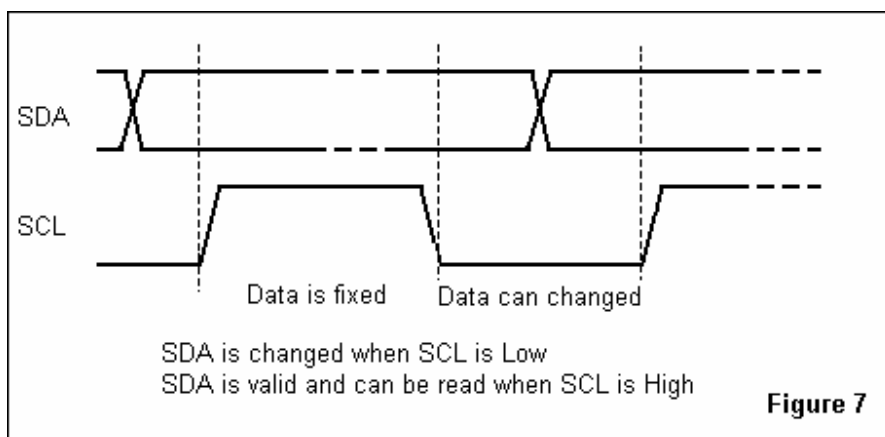 SDA
SCL
Data is fixed
Data can changed
SDA is changed when SCL is Low
SDA is valid and can be read when SCL is High
Figure 7